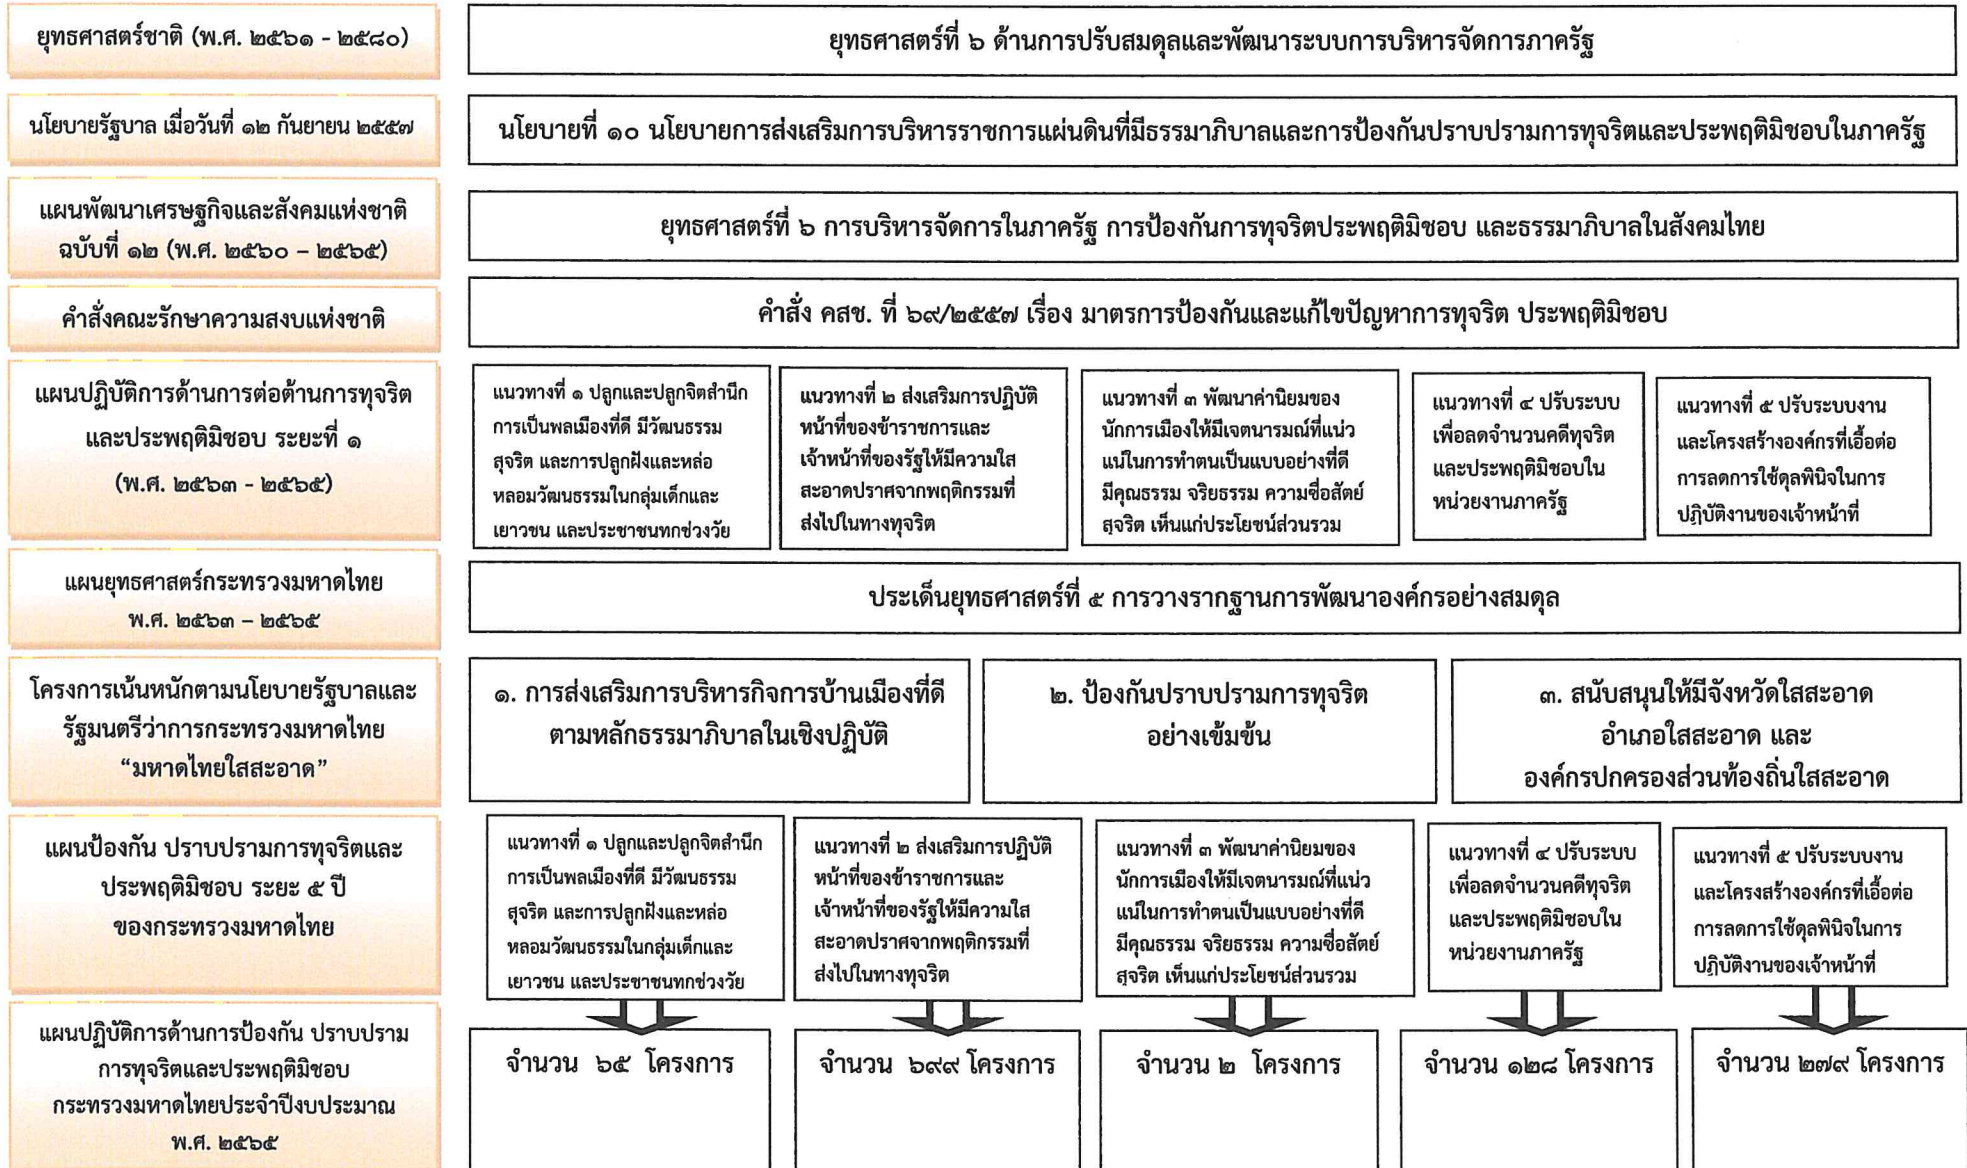 ยุทธศาสตร์ชาติ (พ.ศ. ๒๕๖๑ - ๒๕๘๐)
ยุทธศาสตร์ที่ ๖ ด้านการปรับสมดุลและพัฒนาระบบการบริหารจัดการภาครัฐ
นโยบายรัฐบาล เมื่อวันที่ ๑๒ กันยายน ๒๕๕๗
นโยบายที่ ๑๐ นโยบายการส่งเสริมการบริหารราชการแผ่นดินที่มีธรรมาภิบาลและการป้องกันปราบปรามการทุจริตและประพฤติมิชอบในภาครัฐ
แผนพัฒนาเศรษฐกิจและสังคมแห่งชาติ
ฉบับที่ ๑๒ (พ.ศ. ๒๕๖๐ – ๒๕๖๕)
ยุทธศาสตร์ที่ ๖ การบริหารจัดการในภาครัฐ การป้องกันการทุจริตประพฤติมิชอบ และธรรมาภิบาลในสังคมไทย
คำสั่งคณะรักษาความสงบแห่งชาติ
คำสั่ง คสช. ที่ ๖๙/๒๕๕๗ เรื่อง มาตรการป้องกันและแก้ไขปัญหาการทุจริต ประพฤติมิชอบ
แผนปฏิบัติการด้านการต่อต้านการทุจริต
และประพฤติมิชอบ ระยะที่ ๑
(พ.ศ. ๒๕๖๓ - ๒๕๖๕)
แนวทางที่ ๑ ปลูกและปลูกจิตสำนึก
การเป็นพลเมืองที่ดี มีวัฒนธรรม
สุจริต และการปลูกฝังและหล่อ
หลอมวัฒนธรรมในกลุ่มเด็กและ
เยาวชน และประชาชนทกช่วงวัย
แนวทางที่ ๒ ส่งเสริมการปฏิบัติ
หน้าที่ของข้าราชการและ
เจ้าหน้าที่ของรัฐให้มีความใส
สะอาดปราศจากพฤติกรรมที่
ส่งไปในทางทุจริต
แนวทางที่ ๓ พัฒนาค่านิยมของ
นักการเมืองให้มีเจตนารมณ์ที่แน่ว
แน่ในการทำตนเป็นแบบอย่างที่ดี
มีคุณธรรม จริยธรรม ความซื่อสัตย์
สุจริต เห็นแก่ประโยชน์ส่วนรวม
แนวทางที่ ๔ ปรับระบบ
เพื่อลดจำนวนคดีทุจริต
และประพฤติมิชอบใน
หน่วยงานภาครัฐ
แนวทางที่ ๕ ปรับระบบงาน
และโครงสร้างองค์กรที่เอื้อต่อ
การลดการใช้ดุลพินิจในการ
ปฏิบัติงานของเจ้าหน้าที่
แผนยุทธศาสตร์กระทรวงมหาดไทย
พ.ศ. ๒๕๖๓ – ๒๕๖๕
ประเด็นยุทธศาสตร์ที่ ๕ การวางรากฐานการพัฒนาองค์กรอย่างสมดุล
โครงการเน้นหนักตามนโยบายรัฐบาลและ
รัฐมนตรีว่าการกระทรวงมหาดไทย
“มหาดไทยใสสะอาด”
๑. การส่งเสริมการบริหารกิจการบ้านเมืองที่ดี
ตามหลักธรรมาภิบาลในเชิงปฏิบัติ
๒. ป้องกันปราบปรามการทุจริต
อย่างเข้มข้น
๓. สนับสนุนให้มีจังหวัดใสสะอาด
อำเภอใสสะอาด และ
องค์กรปกครองส่วนท้องถิ่นใสสะอาด
แผนป้องกัน ปราบปรามการทุจริตและ
ประพฤติมิชอบ ระยะ ๕ ปี
ของกระทรวงมหาดไทย
แนวทางที่ ๑ ปลูกและปลูกจิตสำนึก
การเป็นพลเมืองที่ดี มีวัฒนธรรม
สุจริต และการปลูกฝังและหล่อ
หลอมวัฒนธรรมในกลุ่มเด็กและ
เยาวชน และประชาชนทกช่วงวัย
แนวทางที่ ๒ ส่งเสริมการปฏิบัติ
หน้าที่ของข้าราชการและ
เจ้าหน้าที่ของรัฐให้มีความใส
สะอาดปราศจากพฤติกรรมที่
ส่งไปในทางทุจริต
แนวทางที่ ๓ พัฒนาค่านิยมของ
นักการเมืองให้มีเจตนารมณ์ที่แน่ว
แน่ในการทำตนเป็นแบบอย่างที่ดี
มีคุณธรรม จริยธรรม ความซื่อสัตย์
สุจริต เห็นแก่ประโยชน์ส่วนรวม
แนวทางที่ ๔ ปรับระบบ
เพื่อลดจำนวนคดีทุจริต
และประพฤติมิชอบใน
หน่วยงานภาครัฐ
แนวทางที่ ๕ ปรับระบบงาน
และโครงสร้างองค์กรที่เอื้อต่อ
การลดการใช้ดุลพินิจในการ
ปฏิบัติงานของเจ้าหน้าที่
แผนปฏิบัติการด้านการป้องกัน ปราบปราม
การทุจริตและประพฤติมิชอบ
กระทรวงมหาดไทยประจำปีงบประมาณ
พ.ศ. ๒๕๖๕
จำนวน ๖๕ โครงการ
จำนวน ๖๙๙ โครงการ
จำนวน ๒ โครงการ
จำนวน ๑๒๘ โครงการ
จำนวน ๒๗๙ โครงการ